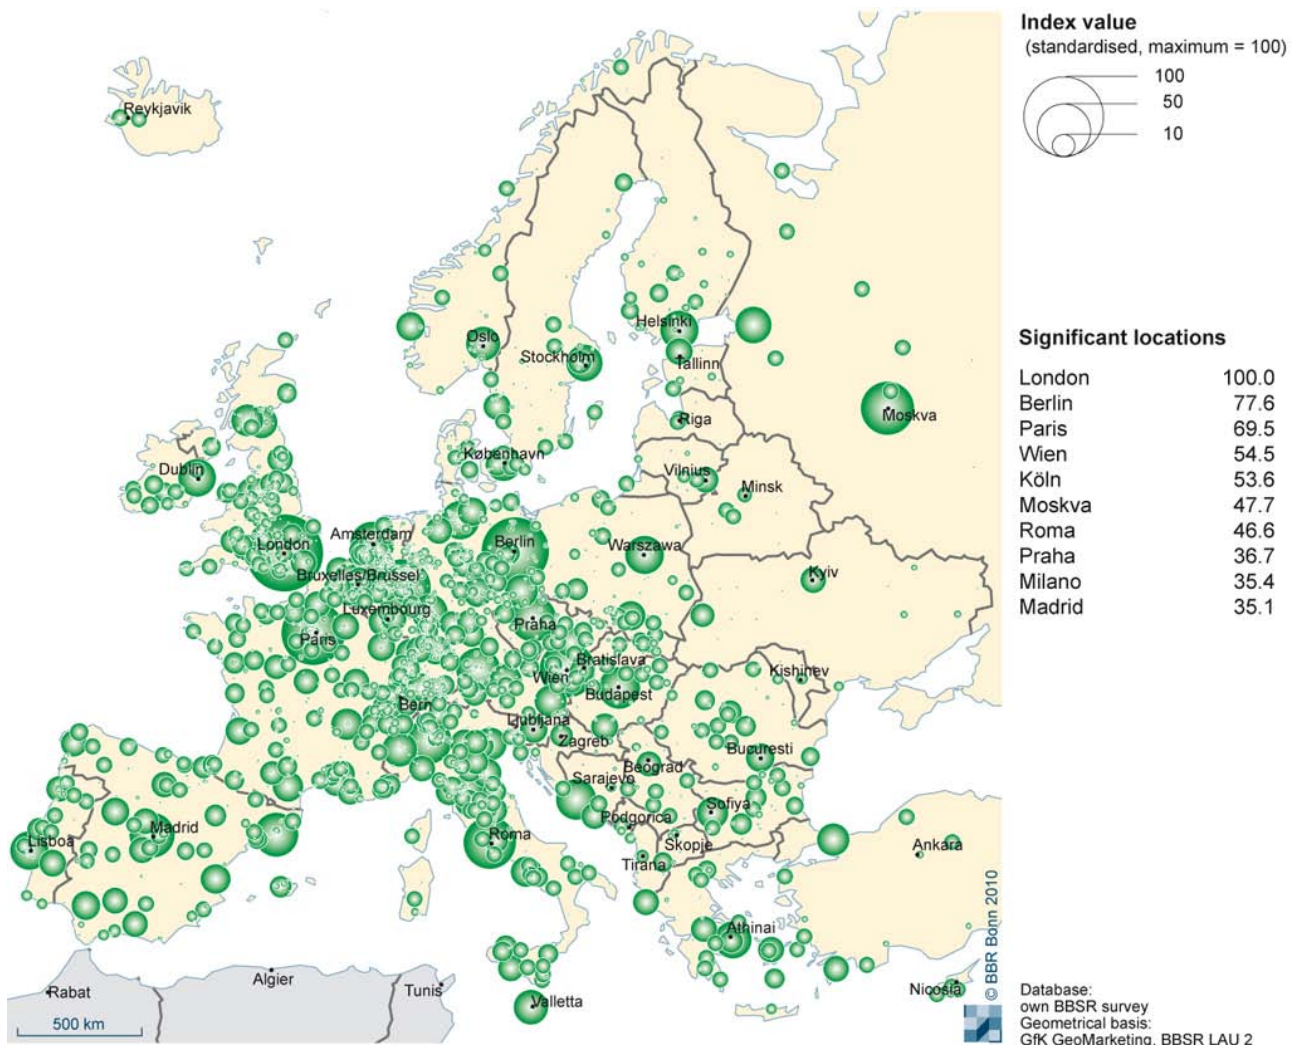 Index value
(standardised, maximum = 100)
100
50
10
Significant locations
London 100.0
Berlin 77.6
Paris 69.5
Wien 54.5
Köln 53.6
Moskva 47.7
Roma 46.6
Praha 36.7
Milano 35.4
Madrid 35.1
Reykjavik
Helsinki
Oslo
Stockholm
Tallinn
Moskva
Riga
København
Dublin
Vilnius
Minsk
Amsterdam
London
Berlin
Warszawa
Bruxelles/Brussel
Kyiv
Luxembourg
Praha
Paris
Bratislava
Wien
Kishinev
Budapest
Bern
Ljubljana
Zagreb
Bucuresti
Beograd
Sarajevo
Sofiya
Podgorica
Madrid
Roma
Skopje
Lisboa
Ankara
Tirana
Athinai
Algier
Tunis
Nicosia
Rabat
Valletta
500 km
© BBR Bonn 2010
Database:
own BBSR survey
Geometrical basis:
GfK GeoMarketing, BBSR LAU 2